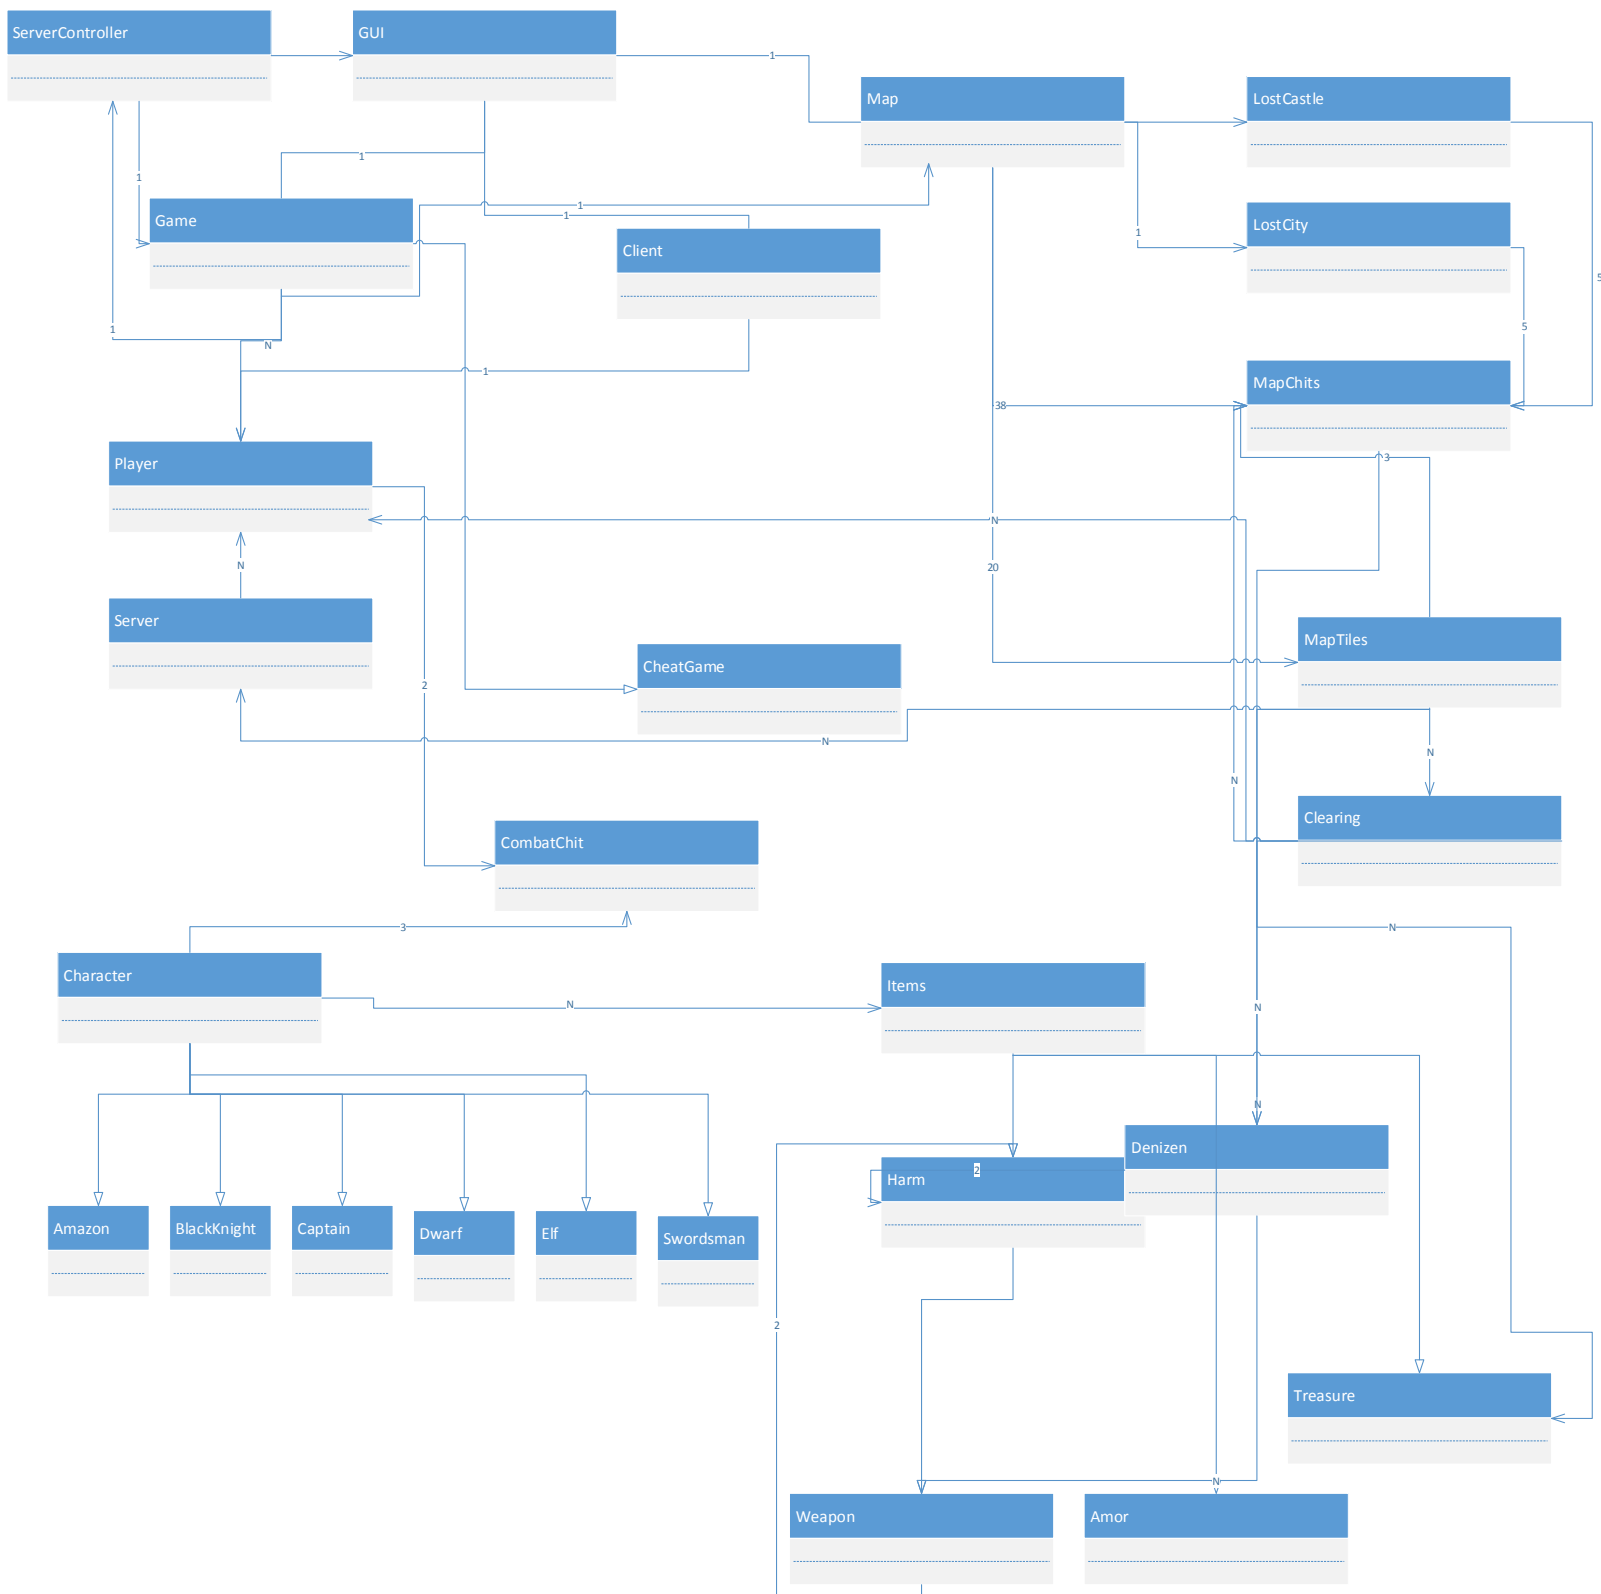 ServerController
GUI
1
Map
LostCastle
1
1
Game
1
1
Client
LostCity
1
5
1
N
5
1
MapChits
38
3
Player
N
N
20
Server
MapTiles
CheatGame
2
N
N
N
CombatChit
Clearing
3
N
Character
Items
N
N
N
Denizen
2
Harm
Amazon
BlackKnight
Captain
Dwarf
Elf
Swordsman
2
Treasure
N
Weapon
Amor